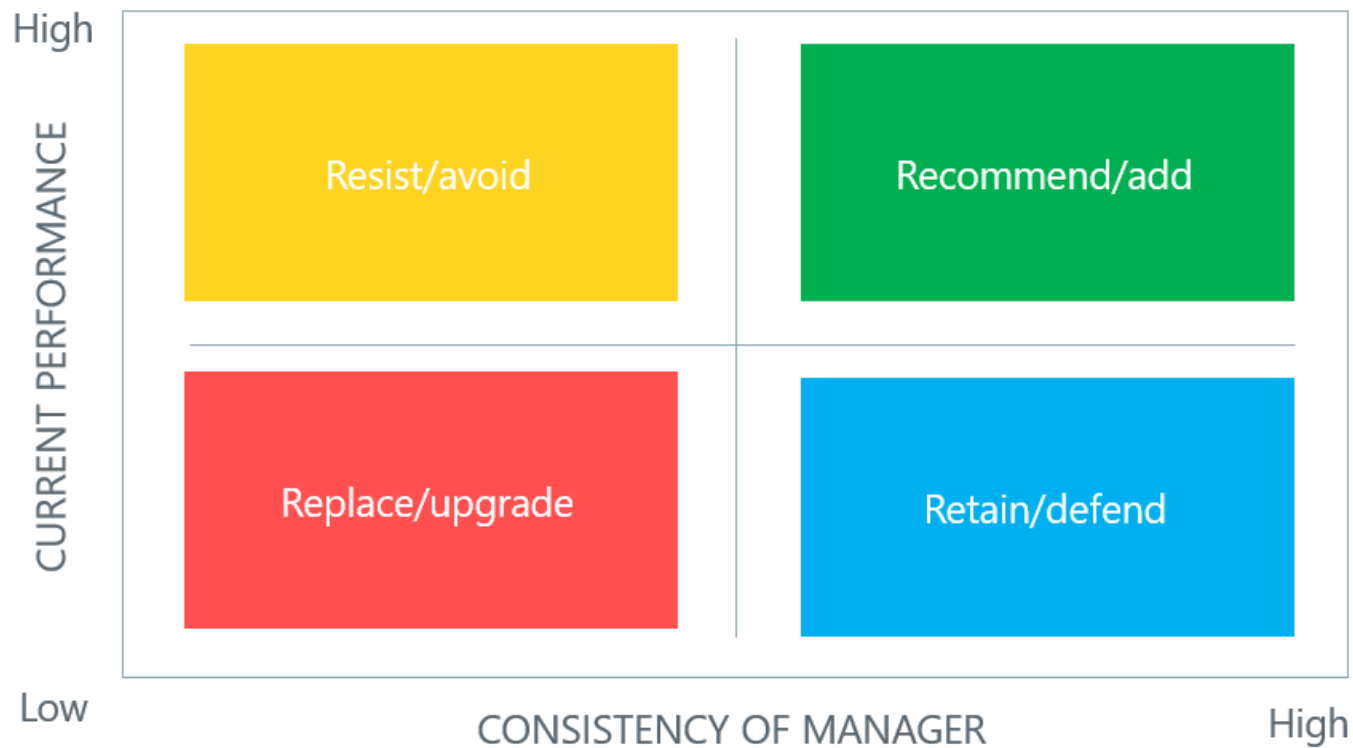 High
CURRENT PERFORMANCE
Resist/avoid
Recommend/add
Replace/upgrade
Retain/defend
Low
CONSISTENCY OF MANAGER
High